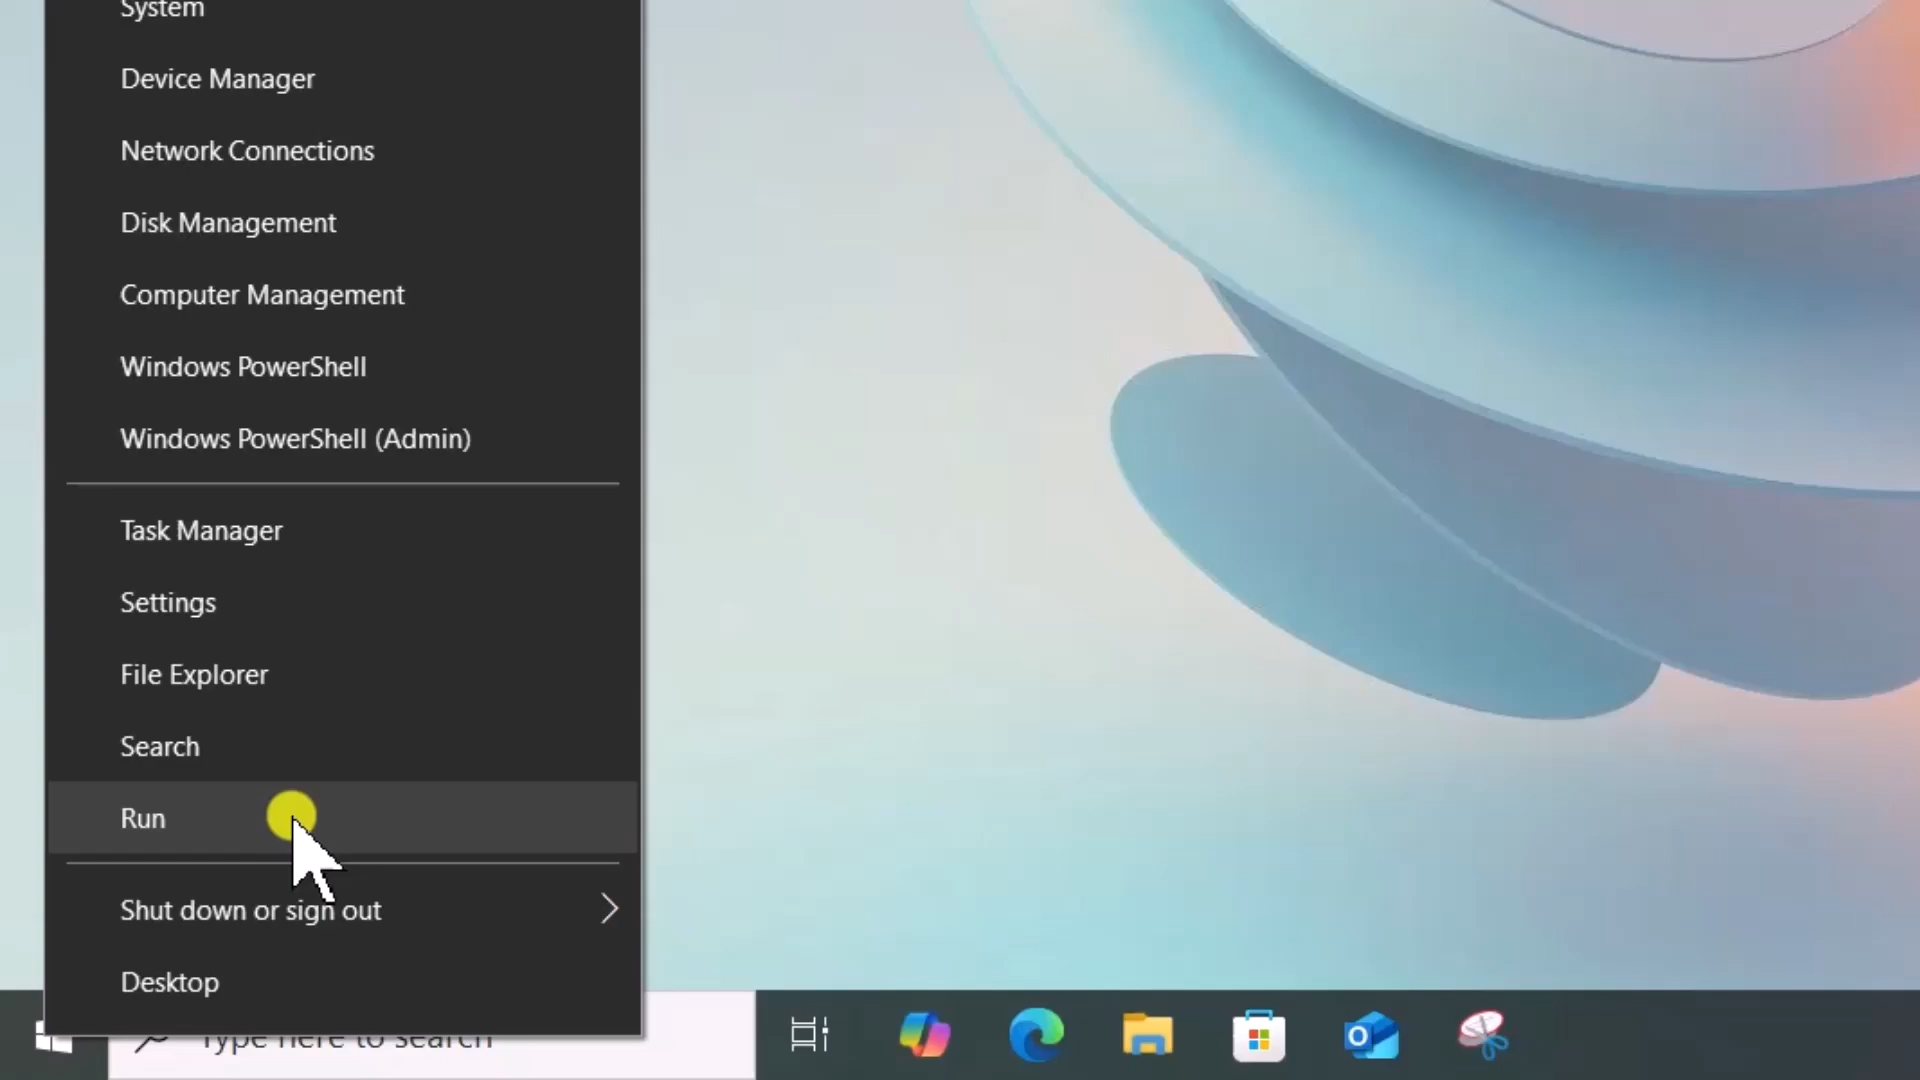 System
Device Manager
Network Connections
Disk Management
Computer Management
Windows PowerShell
Windows PowerShell (Admin)
Task Manager
Settings
File Explorer
Search
Run
Shut down or sign out
Desktop
Type here to search